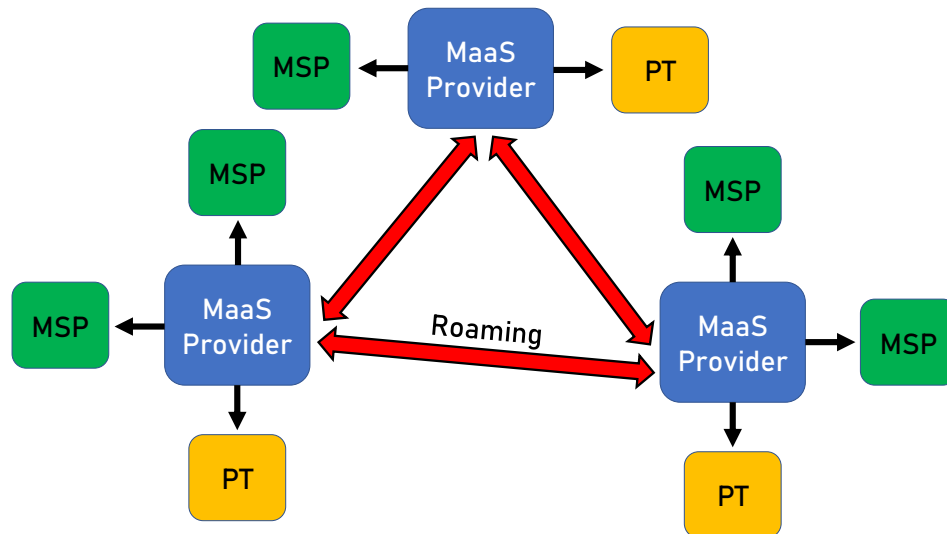 MSP
MaaS
Provider
PT
MSP
MSP
MSP
MaaS
Provider
Roaming
MaaS
Provider
MSP
PT
PT